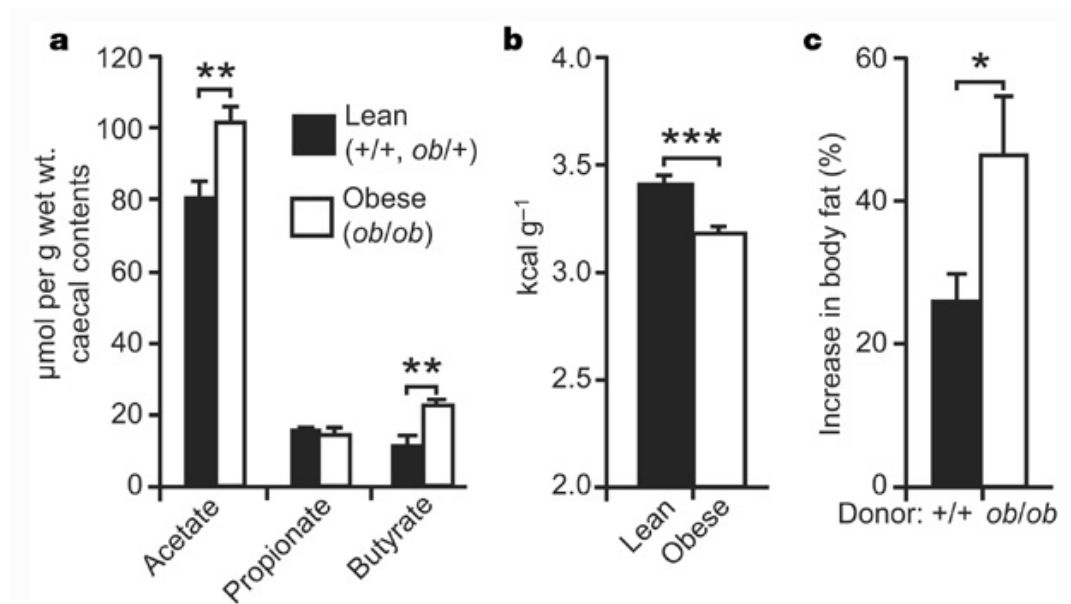 a
120
100
80
60
40
20
0
µmol per g wet wt.
caecal contents
**
**
Lean
(+/+, ob/+)
Obese
(ob/ob)
Acetate
Propionate
Butyrate
b
4.0
3.5
3.0
2.5
2.0
kcal g⁻¹
***
Lean
Obese
c
60
40
20
0
Increase in body fat (%)
*
Donor: +/+ ob/ob